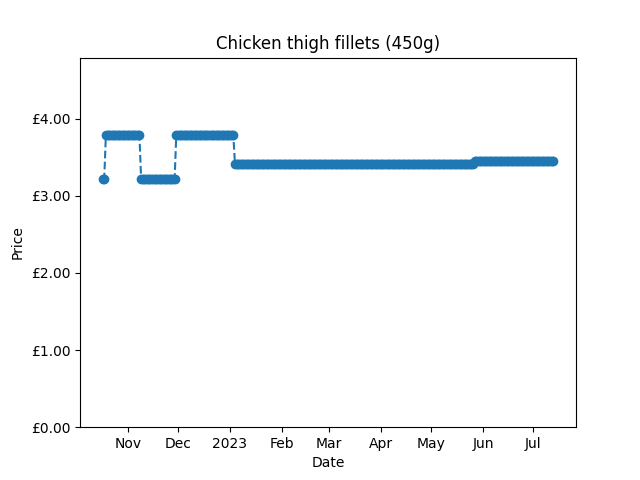 Chicken thigh fillets (450g)
£4.00
£3.00
£2.00
£1.00
£0.00
Price
Nov Dec 2023 Feb Mar Apr May Jun Jul
Date